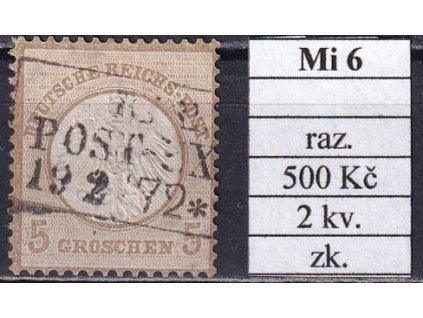 DEUTSCHE REICHS-POST
POST
19 2 72*
5 GROSCHEN 5
Mi 6
raz.
500 Kč
2 kv.
zk.